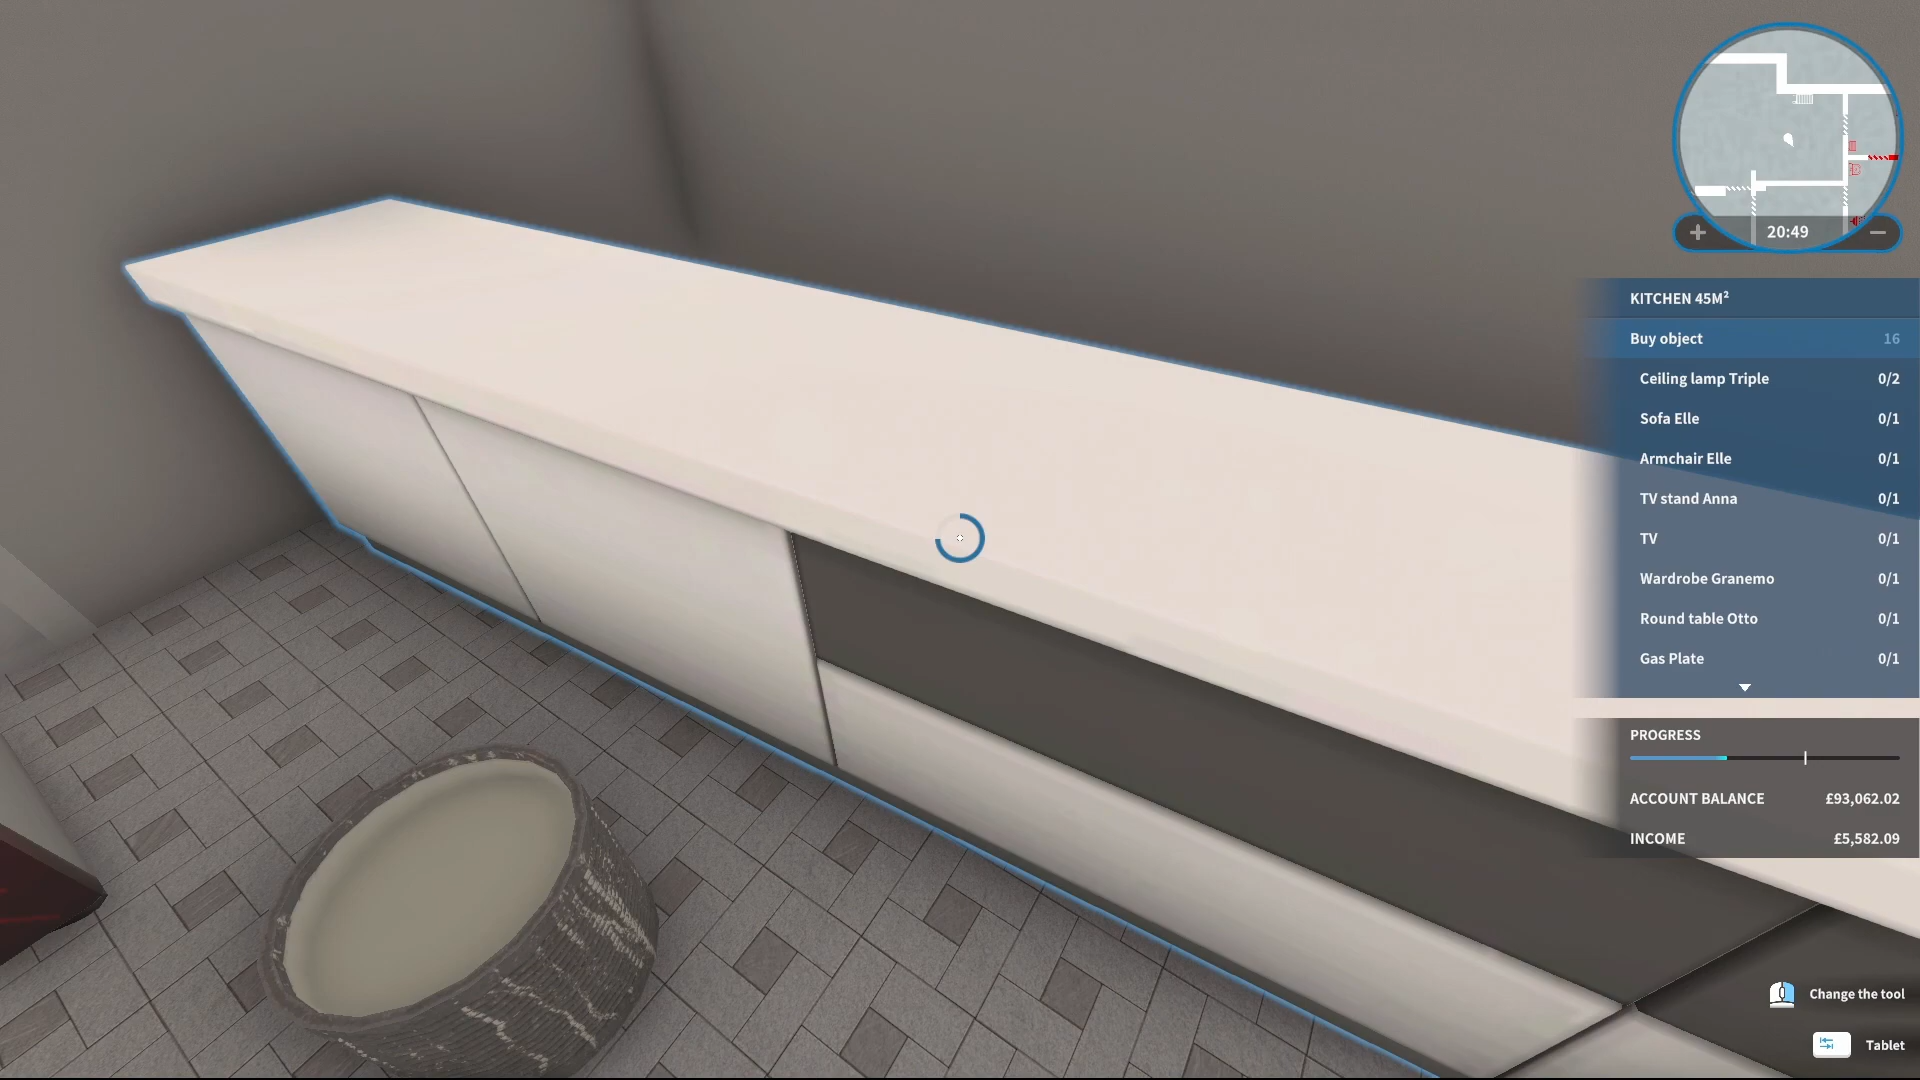 20:49
KITCHEN 45M²
Buy object 16
Ceiling lamp Triple 0/2
Sofa Elle 0/1
Armchair Elle 0/1
TV stand Anna 0/1
TV 0/1
Wardrobe Granemo 0/1
Round table Otto 0/1
Gas Plate 0/1
PROGRESS
ACCOUNT BALANCE £93,062.02
INCOME £5,582.09
Change the tool
Tablet